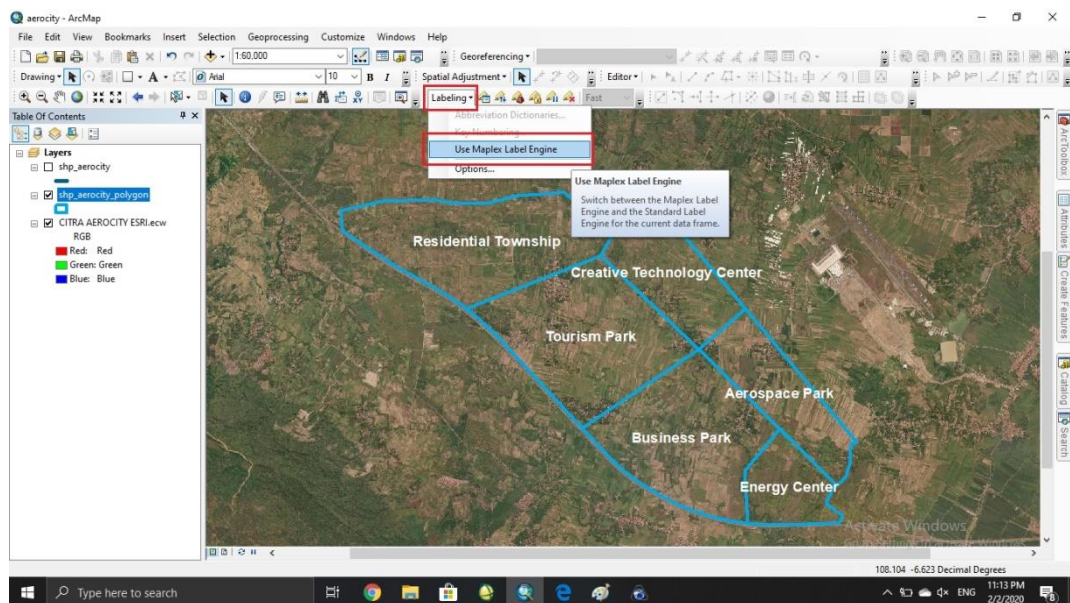 aerocity - ArcMap
File Edit View Bookmarks Insert Selection Geoprocessing Customize Windows Help
1:60,000 Georeferencing
Drawing A Arial 10 B I Spatial Adjustment Editor
Labeling Fast
Table Of Contents
Layers
shp_aerocity
shp_aerocity_polygon
CITRA AEROCITY ESRI.ecw
RGB
Red: Red
Green: Green
Blue: Blue
Abbreviation Dictionaries...
Key Numbering...
Use Maplex Label Engine
Options...
Use Maplex Label Engine
Switch between the Maplex Label
Engine and the Standard Label
Engine for the current data frame.
Residential Township
Creative Technology Center
Tourism Park
Aerospace Park
Business Park
Energy Center
Activate Windows
ArcToolbox
Attributes
Create Features
Catalog
Search
108.104 -6.623 Decimal Degrees
Type here to search
ENG
11:13 PM
2/2/2020